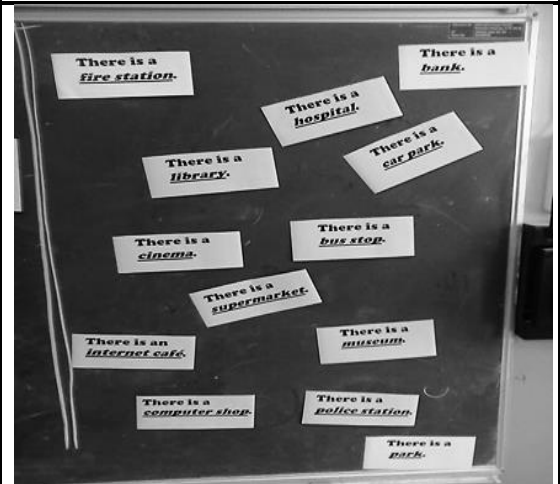 There is a
fire station.
There is a
bank.
There is a
hospital.
There is a
car park.
There is a
library.
There is a
cinema.
There is a
bus stop.
There is a
supermarket.
There is an
internet café.
There is a
museum.
There is a
computer shop.
There is a
police station.
There is a
park.